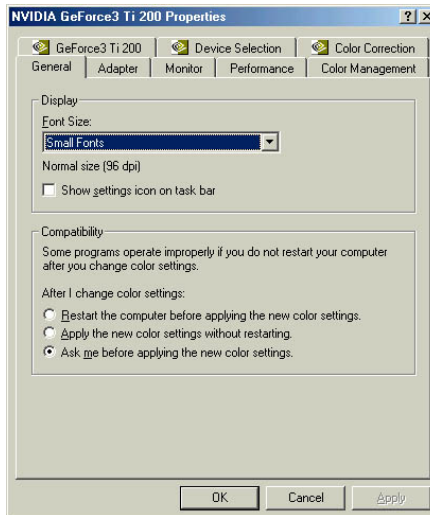 NVIDIA GeForce3 Ti 200 Properties
GeForce3 Ti 200 Device Selection Color Correction
General Adapter Monitor Performance Color Management
Display
Font Size:
Small Fonts
Normal size (96 dpi)
Show settings icon on task bar
Compatibility
Some programs operate improperly if you do not restart your computer
after you change color settings.
After I change color settings:
Restart the computer before applying the new color settings.
Apply the new color settings without restarting.
Ask me before applying the new color settings.
OK Cancel Apply